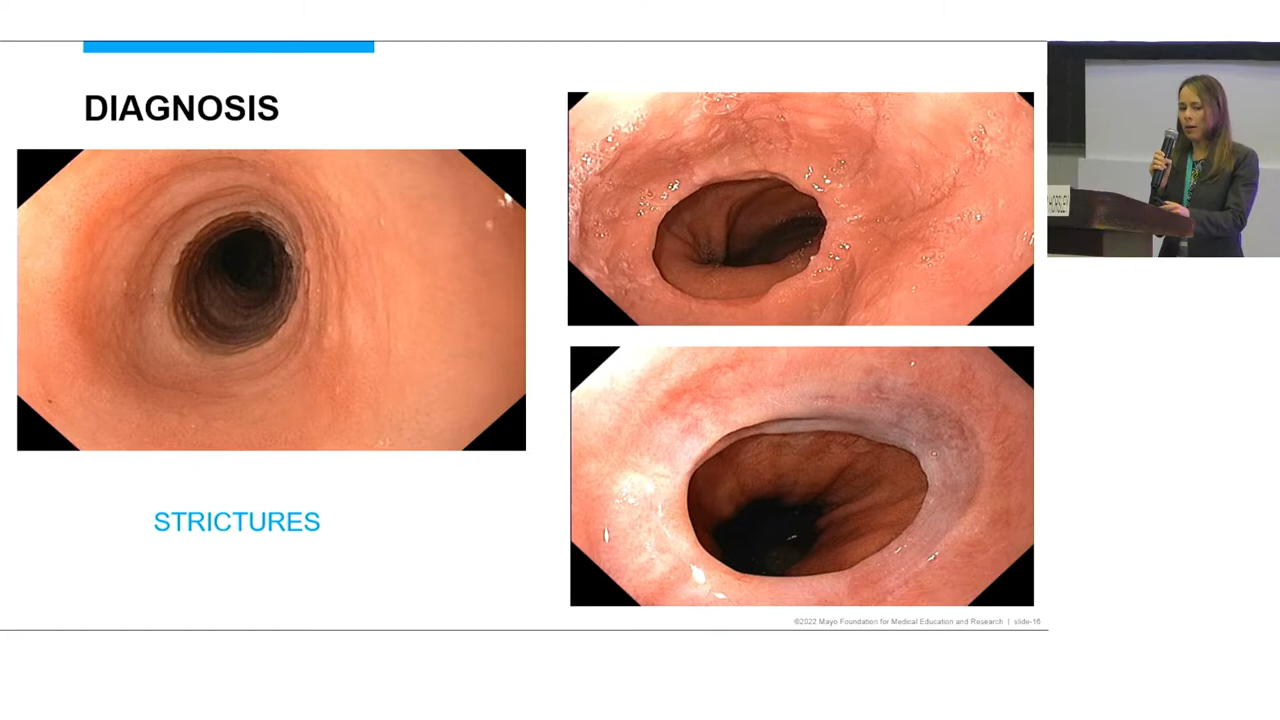 DIAGNOSIS
STRICTURES
©2022 Mayo Foundation for Medical Education and Research | slide-16